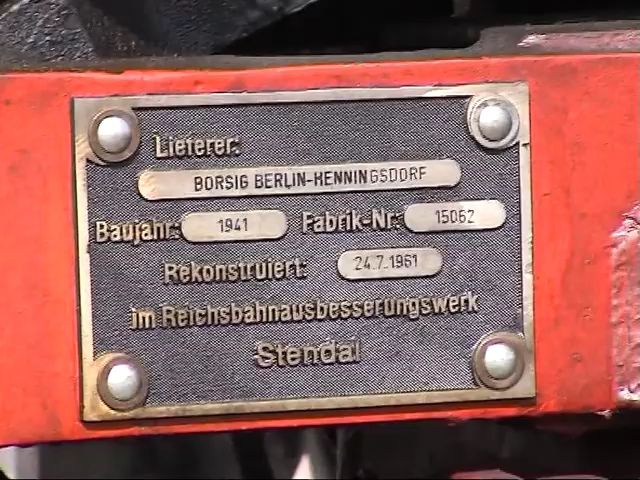 Lieferer:
BORSIG BERLIN-HENNINGSDORF
Baujahr: 1941 Fabrik-Nr: 15062
Rekonstruiert: 24.7.1961
im Reichsbahnausbesserungswerk
Stendal